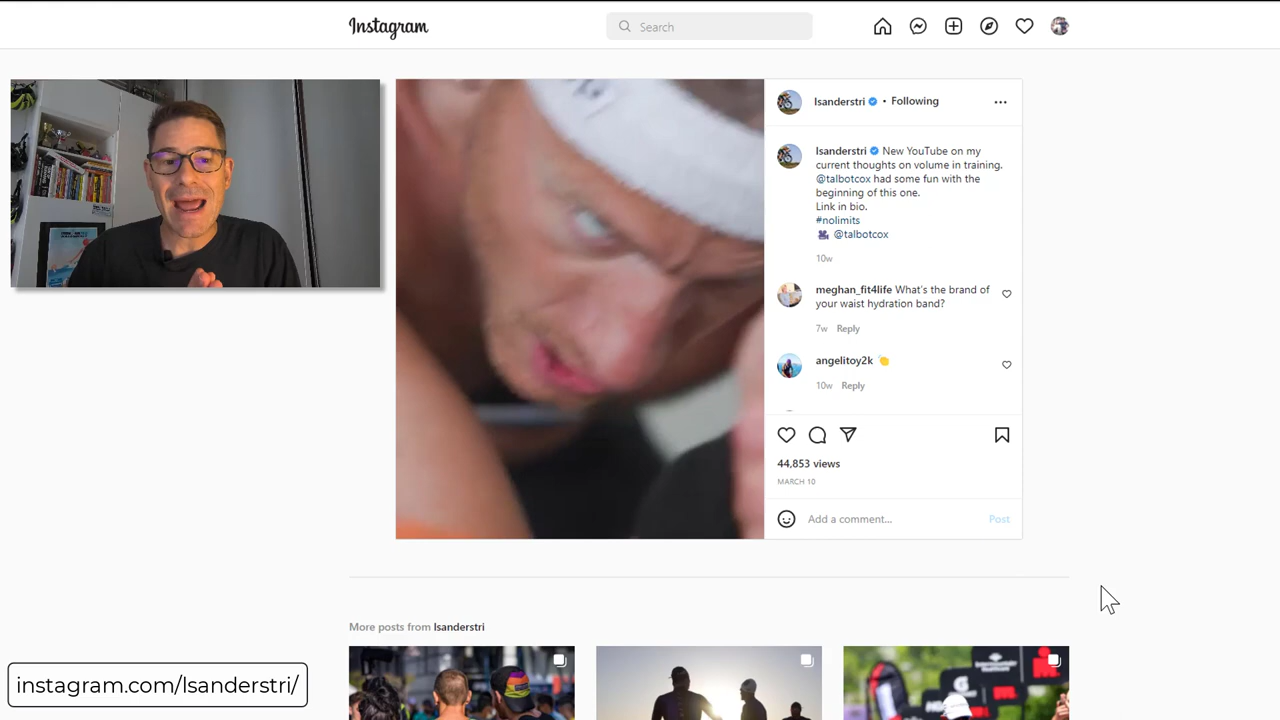 Instagram
Search
lsanderstri • Following
lsanderstri New YouTube on my
current thoughts on volume in training.
@talbotcox had some fun with the
beginning of this one.
Link in bio.
#nolimits
🎥 @talbotcox
10w
meghan_fit4life What's the brand of
your waist hydration band?
7w Reply
angelitoy2k 👏
10w Reply
44,853 views
MARCH 10
Add a comment... Post
More posts from lsanderstri
instagram.com/lsanderstri/